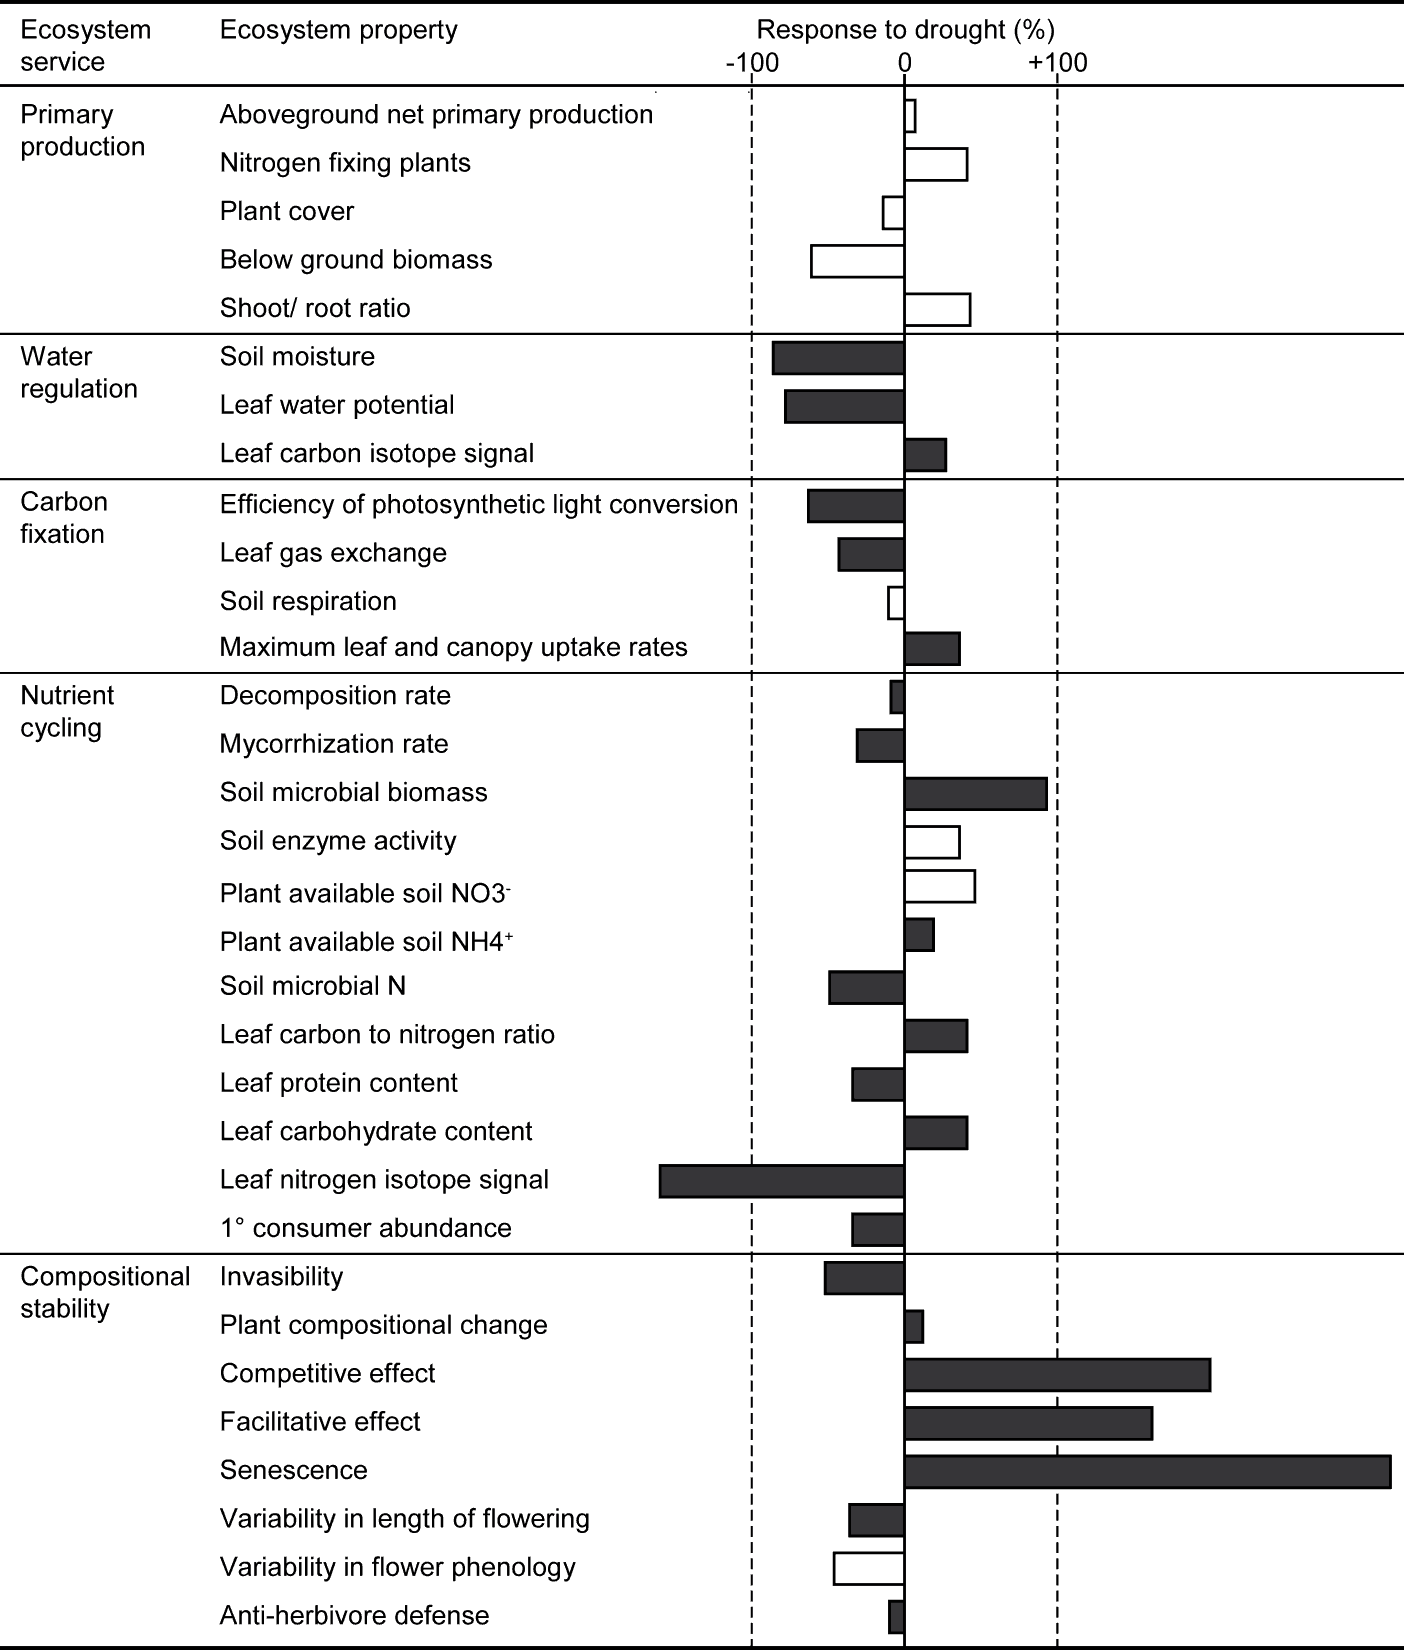 Ecosystem service
Ecosystem property
Response to drought (%)
-100 0 +100
Primary production
Aboveground net primary production
Nitrogen fixing plants
Plant cover
Below ground biomass
Shoot/ root ratio
Water regulation
Soil moisture
Leaf water potential
Leaf carbon isotope signal
Carbon fixation
Efficiency of photosynthetic light conversion
Leaf gas exchange
Soil respiration
Maximum leaf and canopy uptake rates
Nutrient cycling
Decomposition rate
Mycorrhization rate
Soil microbial biomass
Soil enzyme activity
Plant available soil NO3⁻
Plant available soil NH4⁺
Soil microbial N
Leaf carbon to nitrogen ratio
Leaf protein content
Leaf carbohydrate content
Leaf nitrogen isotope signal
1° consumer abundance
Compositional stability
Invasibility
Plant compositional change
Competitive effect
Facilitative effect
Senescence
Variability in length of flowering
Variability in flower phenology
Anti-herbivore defense